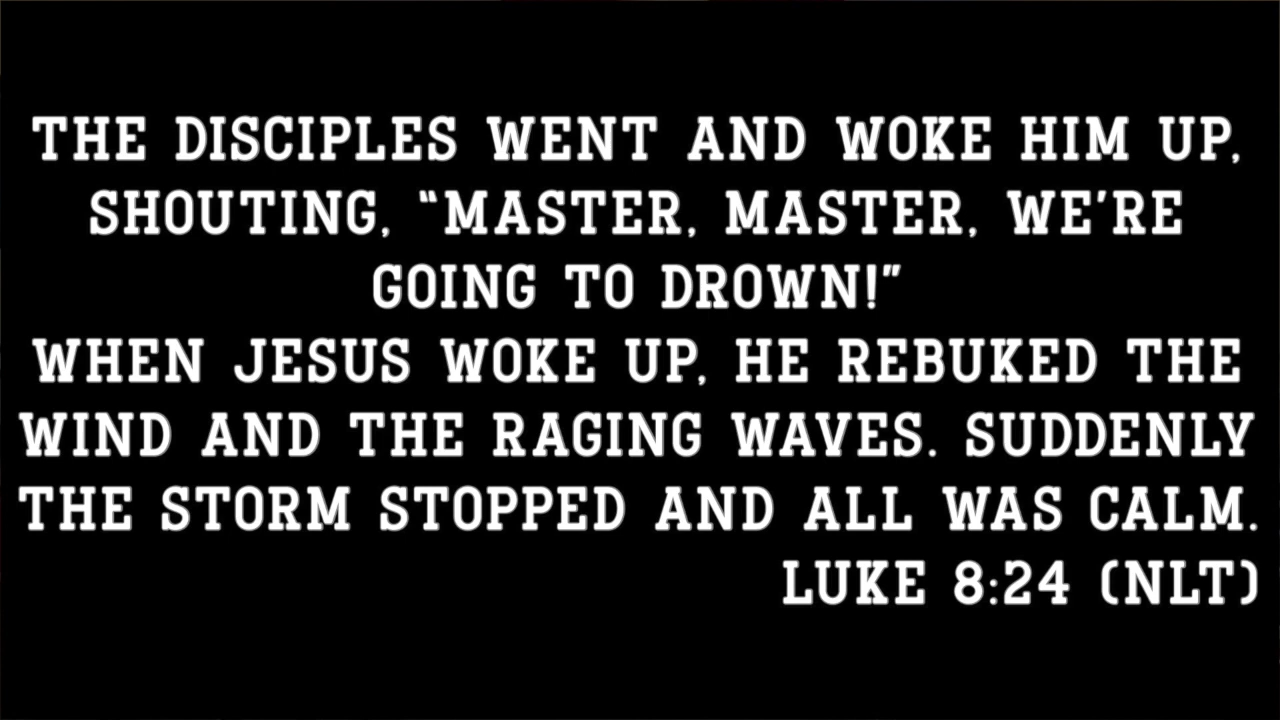 THE DISCIPLES WENT AND WOKE HIM UP,
SHOUTING, “MASTER, MASTER, WE'RE
GOING TO DROWN!”
WHEN JESUS WOKE UP, HE REBUKED THE
WIND AND THE RAGING WAVES. SUDDENLY
THE STORM STOPPED AND ALL WAS CALM.
LUKE 8:24 (NLT)